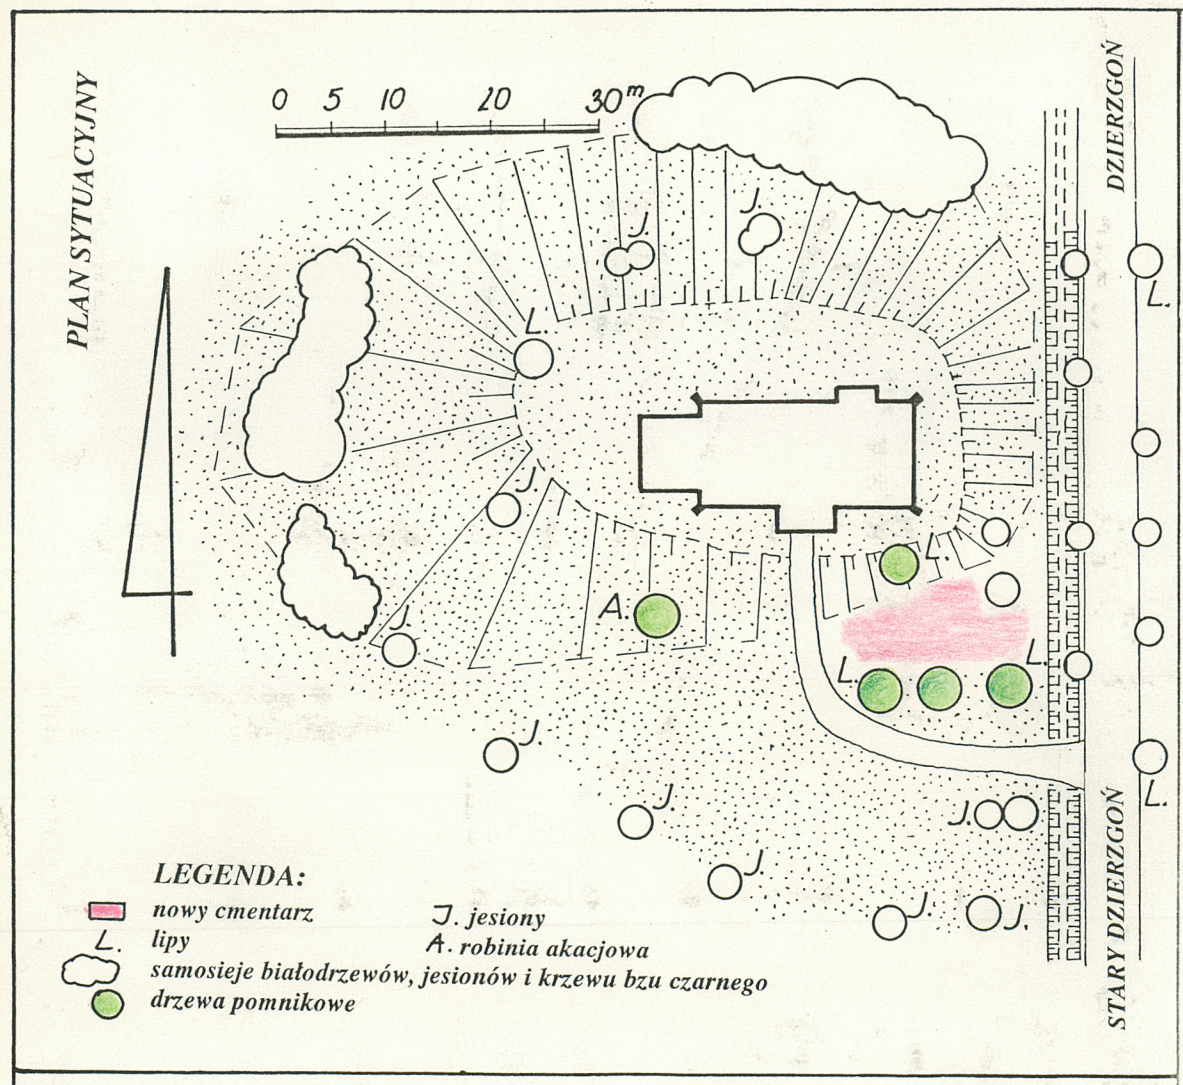 PLAN SYTUACYJNY
0 5 10 20 30 m
DZIERZGOŃ
J.
J.
L.
L.
J.
L.
A.
J.
L.
L.
J.
J.
J.
J.
J.
J.
L.
STARY DZIERZGOŃ
LEGENDA:
nowy cmentarz
L. lipy
samosieje białodrzewów, jesionów i krzewu bzu czarnego
drzewa pomnikowe
J. jesiony
A. robinia akacjowa